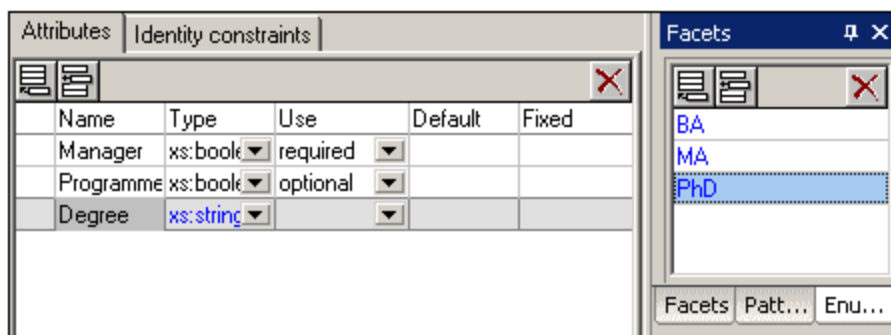 Attributes Identity constraints
Name Type Use Default Fixed
Manager xs:boole required
Programme xs:boole optional
Degree xs:string
Facets
BA
MA
PhD
Facets Patt... Enu...